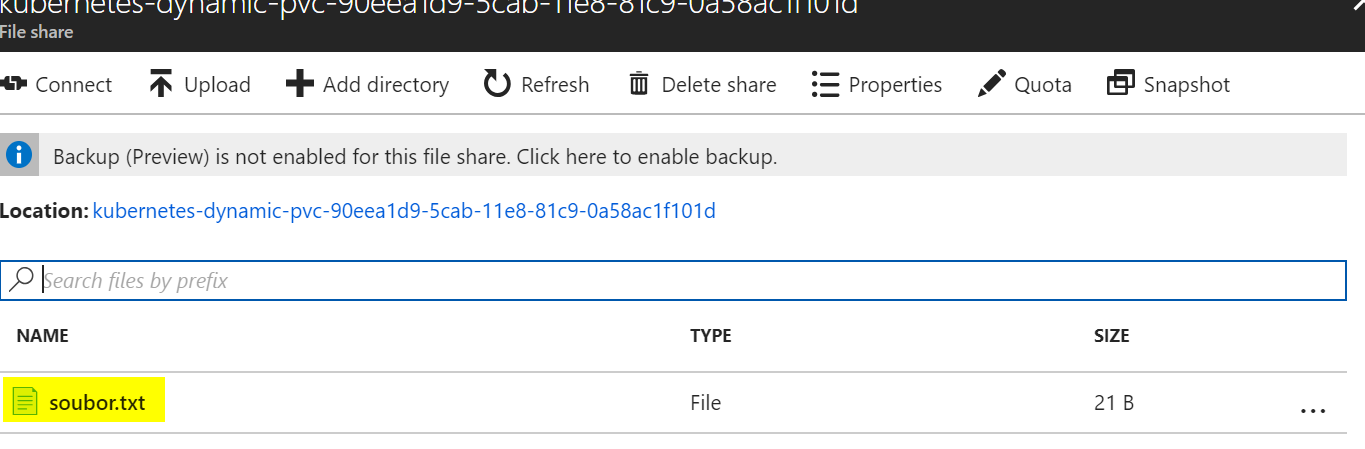 kubernetes-dynamic-pvc-90eea1d9-5cab-11e8-81c9-0a58ac1f101d
File share
Connect Upload Add directory Refresh Delete share Properties Quota Snapshot
Backup (Preview) is not enabled for this file share. Click here to enable backup.
Location: kubernetes-dynamic-pvc-90eea1d9-5cab-11e8-81c9-0a58ac1f101d
Search files by prefix
NAME TYPE SIZE
soubor.txt File 21 B ...